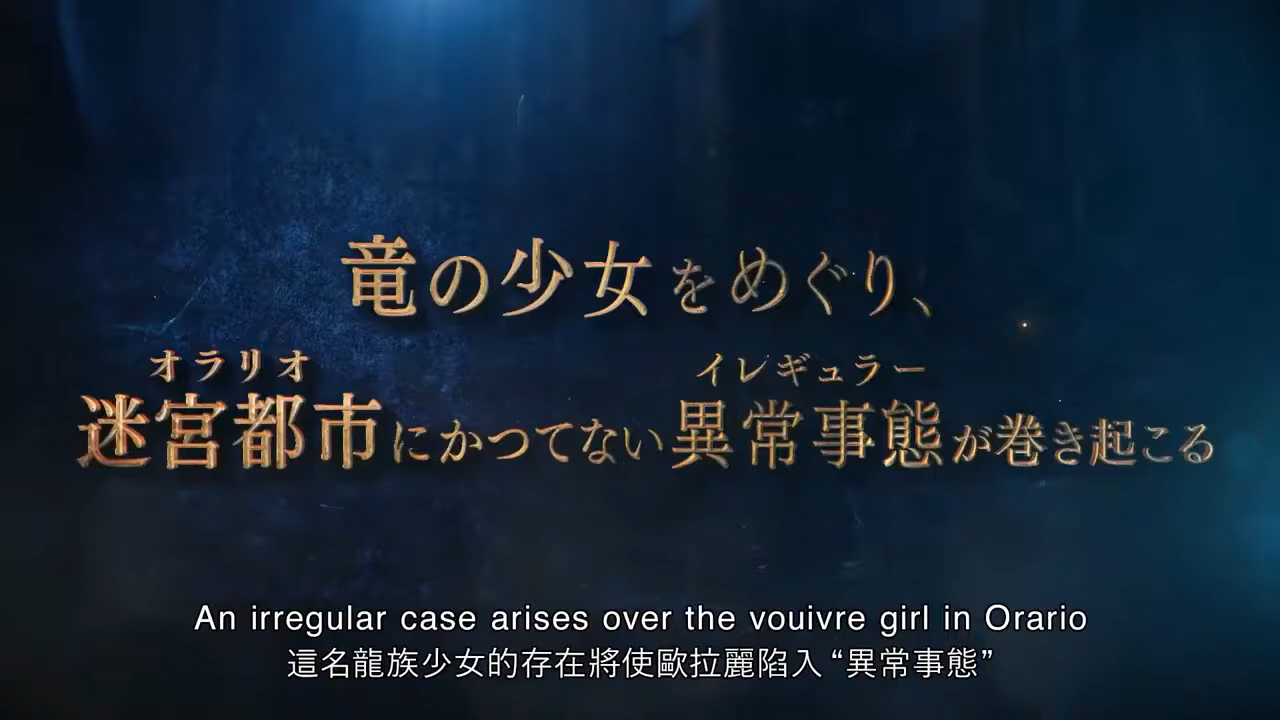 竜の少女をめぐり、
オラリオ イレギュラー
迷宮都市にかつてない異常事態が巻き起こる
An irregular case arises over the vouivre girl in Orario
這名龍族少女的存在將使歐拉麗陷入“異常事態”